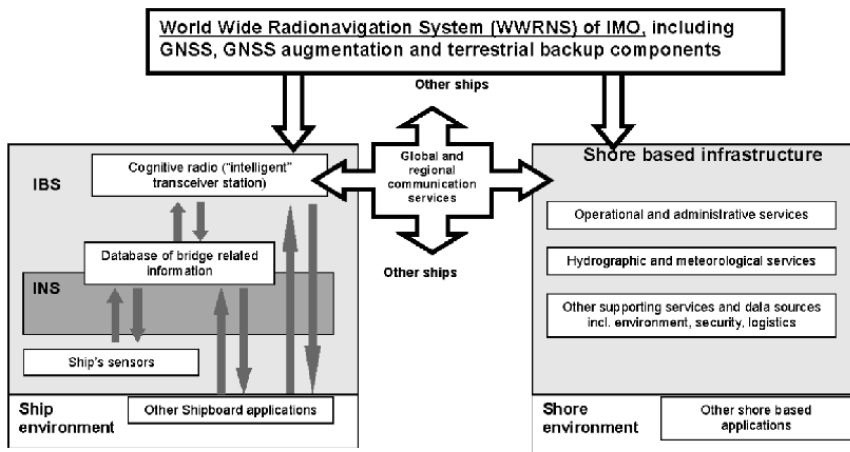 World Wide Radionavigation System (WWRNS) of IMO, including
GNSS, GNSS augmentation and terrestrial backup components
Other ships
IBS
Cognitive radio ("intelligent"
transceiver station)
Global and
regional
communication
services
Shore based infrastructure
Operational and administrative services
Database of bridge related
Information
Hydrographic and meteorological services
Other ships
INS
Other supporting services and data sources
incl. environment, security, logistics
Ship's sensors
Ship
environment
Other Shipboard applications
Shore
environment
Other shore based
applications